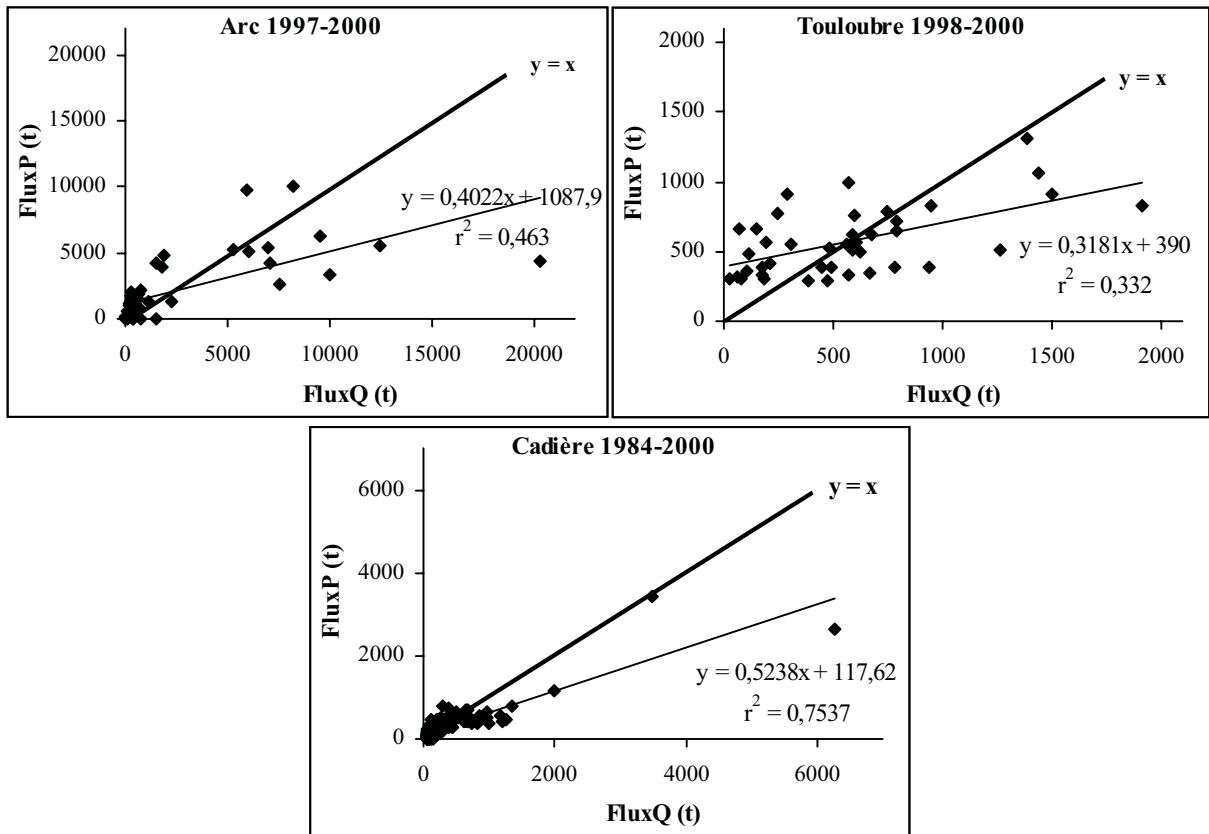 Arc 1997-2000
20000
15000
10000
5000
0
FluxP (t)
y = x
y = 0,4022x + 1087,9
r2 = 0,463
0 5000 10000 15000 20000
FluxQ (t)
Touloubre 1998-2000
2000
1500
1000
500
0
FluxP (t)
y = x
y = 0,3181x + 390
r2 = 0,332
0 500 1000 1500 2000
FluxQ (t)
Cadière 1984-2000
6000
4000
2000
0
FluxP (t)
y = x
y = 0,5238x + 117,62
r2 = 0,7537
0 2000 4000 6000
FluxQ (t)